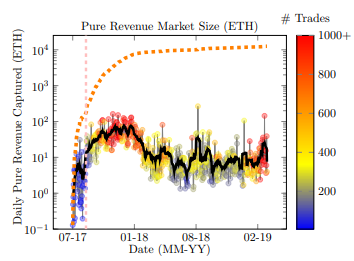 # Trades
Pure Revenue Market Size (ETH)
Daily Pure Revenue Captured (ETH)
10^4
10^3
10^2
10^1
10^0
10^−1
07-17 01-18 08-18 02-19
Date (MM-YY)
1000+
800
600
400
200